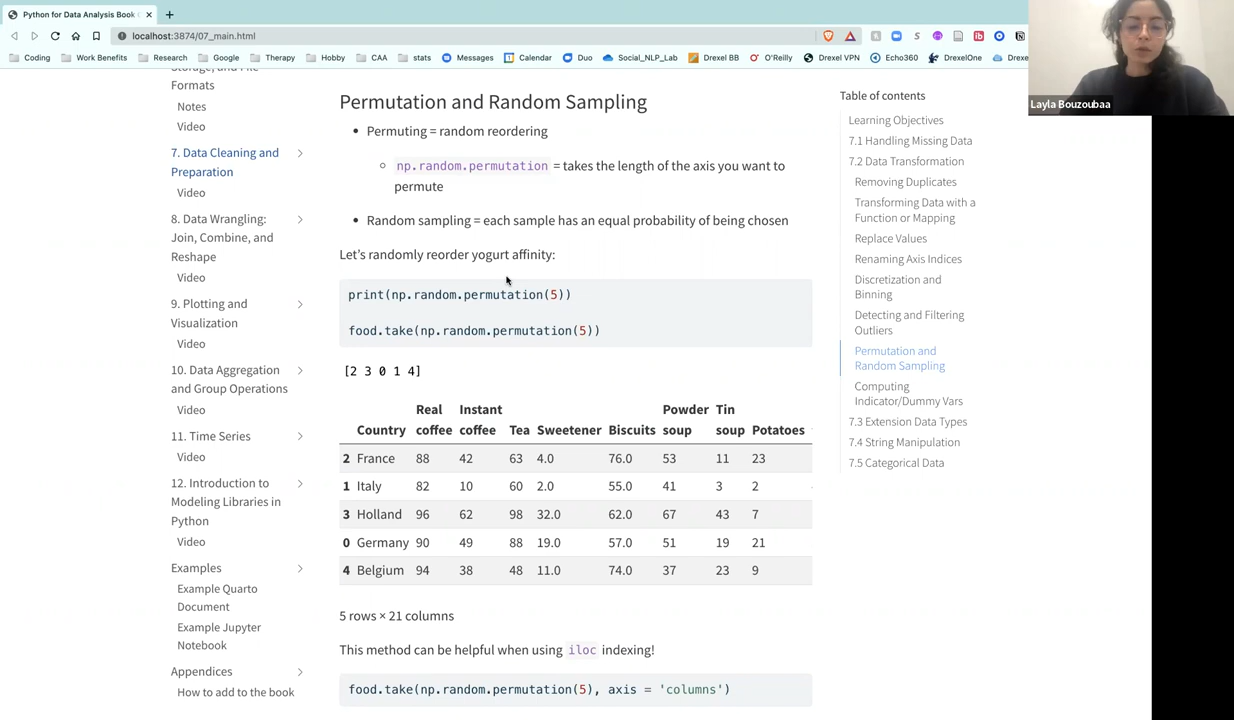 Python for Data Analysis Book
localhost:3874/07_main.html
Coding
Work Benefits
Research
Google
Therapy
Hobby
CAA
stats
Messages
Calendar
Duo
Social_NLP_Lab
Drexel BB
O'Reilly
Drexel VPN
Echo360
DrexelOne
Layla Bouzoubaa
Formats
Notes
Video
7. Data Cleaning and
Preparation
Video
8. Data Wrangling:
Join, Combine, and
Reshape
Video
9. Plotting and
Visualization
Video
10. Data Aggregation
and Group Operations
Video
11. Time Series
Video
12. Introduction to
Modeling Libraries in
Python
Video
Examples
Example Quarto
Document
Example Jupyter
Notebook
Appendices
How to add to the book
Permutation and Random Sampling
• Permuting = random reordering
np.random.permutation = takes the length of the axis you want to
permute
• Random sampling = each sample has an equal probability of being chosen
Let’s randomly reorder yogurt affinity:
print(np.random.permutation(5))
food.take(np.random.permutation(5))
[2 3 0 1 4]
Real Instant Powder Tin
Country coffee coffee Tea Sweetener Biscuits soup soup Potatoes
2 France 88 42 63 4.0 76.0 53 11 23
1 Italy 82 10 60 2.0 55.0 41 3 2
3 Holland 96 62 98 32.0 62.0 67 43 7
0 Germany 90 49 88 19.0 57.0 51 19 21
4 Belgium 94 38 48 11.0 74.0 37 23 9
5 rows × 21 columns
This method can be helpful when using iloc indexing!
food.take(np.random.permutation(5), axis = 'columns')
Table of contents
Learning Objectives
7.1 Handling Missing Data
7.2 Data Transformation
Removing Duplicates
Transforming Data with a
Function or Mapping
Replace Values
Renaming Axis Indices
Discretization and
Binning
Detecting and Filtering
Outliers
Permutation and
Random Sampling
Computing
Indicator/Dummy Vars
7.3 Extension Data Types
7.4 String Manipulation
7.5 Categorical Data